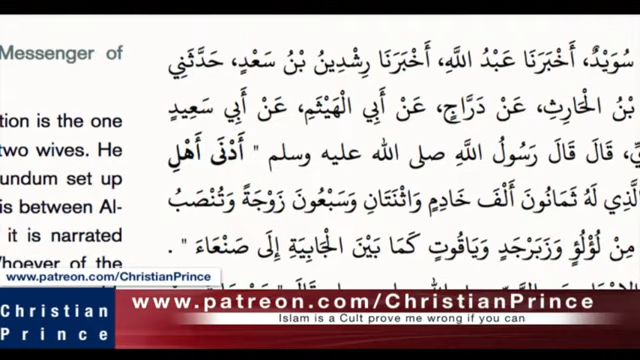 Messenger of
tion is the one
two wives. He
undum set up
is between Al-
it is narrated
Whoever of the
سُوَيْدٌ، أَخْبَرَنَا عَبْدُ اللَّهِ، أَخْبَرَنَا رِشْدِينُ بْنُ سَعْدٍ، حَدَّثَنِي
بْنُ الْحَارِثِ، عَنْ دَرَّاجٍ، عَنْ أَبِي الْهَيْثَمِ، عَنْ أَبِي سَعِيدٍ
قَالَ قَالَ رَسُولُ اللَّهِ صلى الله عليه وسلم " أَدْنَى أَهْلِ
الَّذِي لَهُ ثَمَانُونَ أَلْفَ خَادِمٍ وَاثْنَتَانِ وَسَبْعُونَ زَوْجَةً وَتُنْصَبُ
مِنْ لُؤْلُؤٍ وَزَبَرْجَدٍ وَيَاقُوتٍ كَمَا بَيْنَ الْجَابِيَةِ إِلَى صَنْعَاءَ " .
www.patreon.com/ChristianPrince
Christian
Prince
www.patreon.com/ChristianPrince
Islam is a Cult prove me wrong if you can